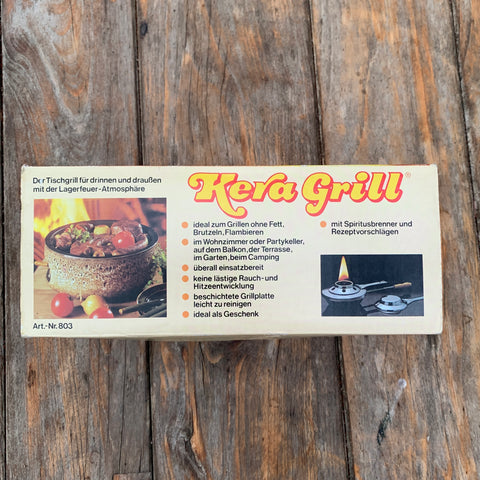 Der Tischgrill für drinnen und draußen
mit der Lagerfeuer-Atmosphäre
Kera Grill®
ideal zum Grillen ohne Fett,
Brutzeln, Flambieren
im Wohnzimmer oder Partykeller,
auf dem Balkon, der Terrasse,
im Garten, beim Camping
überall einsatzbereit
keine lästige Rauch- und
Hitzeentwicklung
beschichtete Grillplatte
leicht zu reinigen
ideal als Geschenk
mit Spiritusbrenner und
Rezeptvorschlägen
Art.-Nr. 803